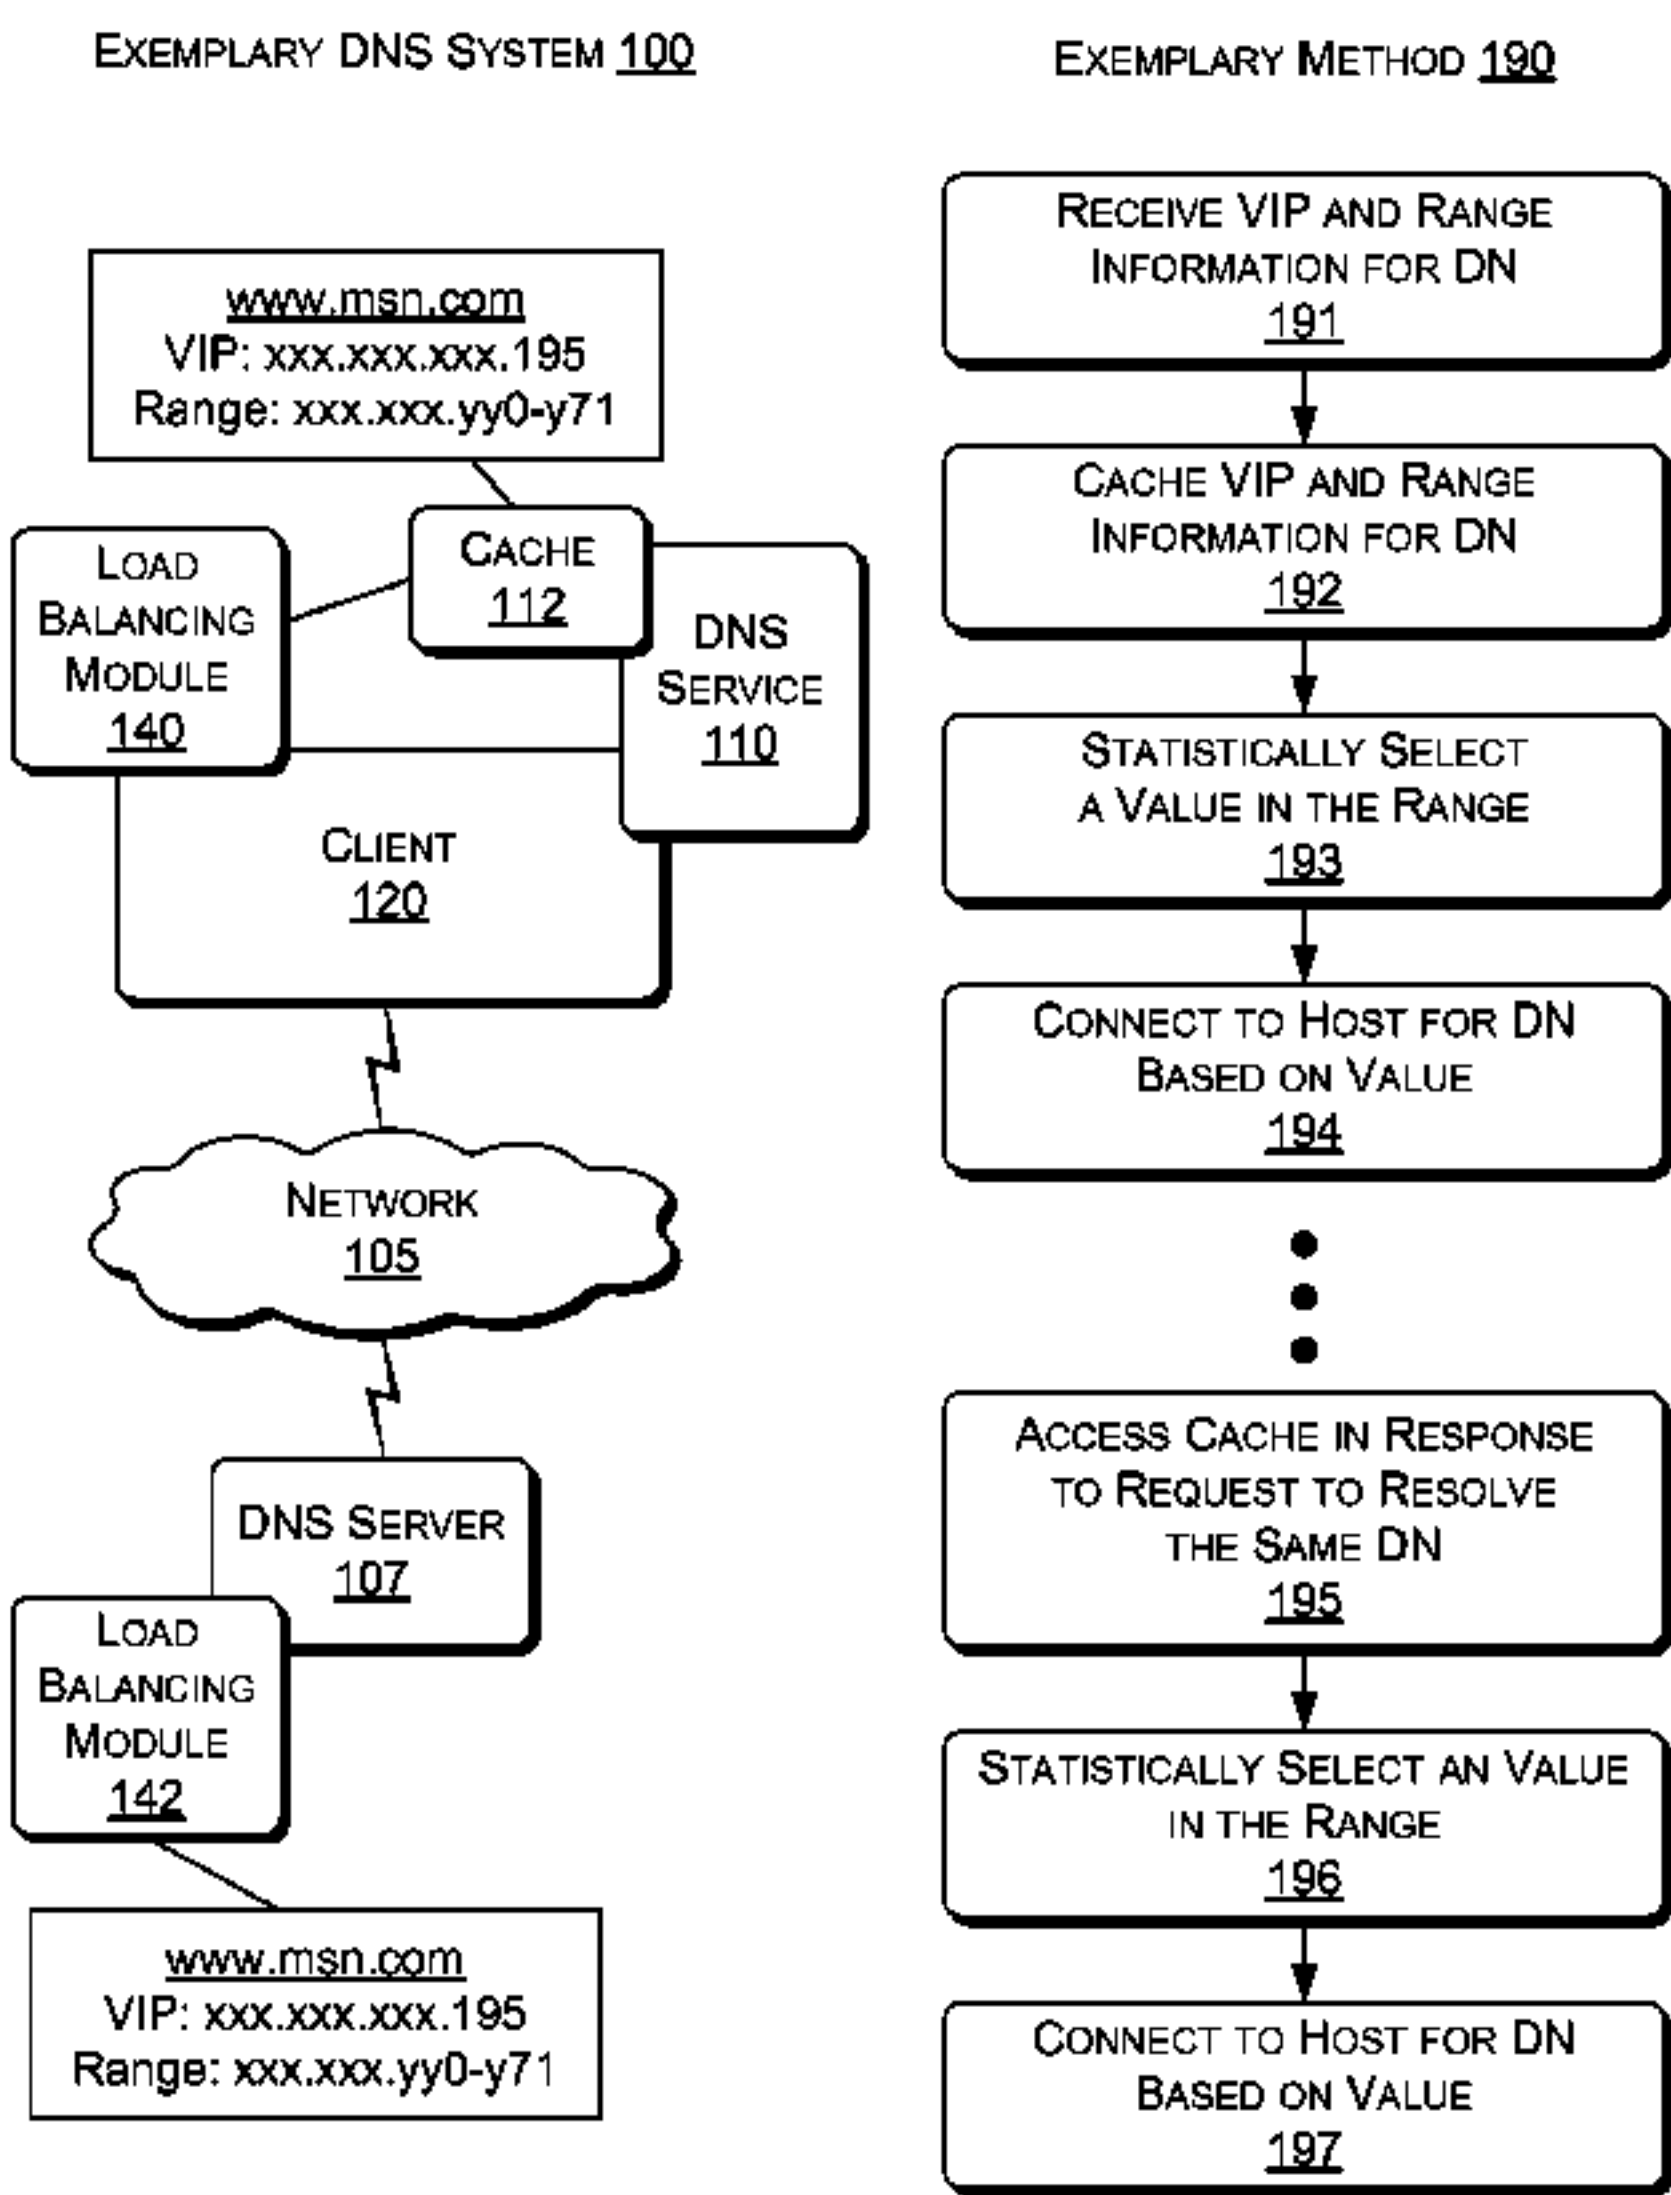 EXEMPLARY DNS SYSTEM 100
www.msn.com
VIP: xxx.xxx.xxx.195
Range: xxx.xxx.yy0-y71
CACHE
112
LOAD
BALANCING
MODULE
140
DNS
SERVICE
110
CLIENT
120
NETWORK
105
DNS SERVER
107
LOAD
BALANCING
MODULE
142
www.msn.com
VIP: xxx.xxx.xxx.195
Range: xxx.xxx.yy0-y71
EXEMPLARY METHOD 190
RECEIVE VIP AND RANGE
INFORMATION FOR DN
191
CACHE VIP AND RANGE
INFORMATION FOR DN
192
STATISTICALLY SELECT
A VALUE IN THE RANGE
193
CONNECT TO HOST FOR DN
BASED ON VALUE
194
ACCESS CACHE IN RESPONSE
TO REQUEST TO RESOLVE
THE SAME DN
195
STATISTICALLY SELECT AN VALUE
IN THE RANGE
196
CONNECT TO HOST FOR DN
BASED ON VALUE
197